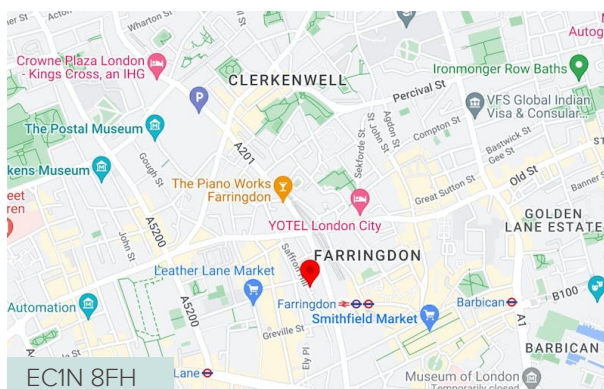 Wharton St
Crowne Plaza London
- Kings Cross, an IHG
CLERKENWELL
Ironmonger Row Baths
Percival St
P
VFS Global Indian
Visa & Consular...
The Postal Museum
Agdon St
St John St
Compton St
Sekforde St
Bastwick St
Gee St
Gough St
A201
Old St
Banner S
kens Museum
The Piano Works
Farringdon
Great Sutton St
YOTEL London City
GOLDEN
LANE ESTATE
A5200
John St
Saffron Hill
FARRINGDON
Leather Lane Market
Automation
A5200
Farringdon
Smithfield Market
Barbican
B100
A1
Greville St
Ely Pl
BARBICAN
EC1N 8FH
Lane
Museum of London
Temporarily closed